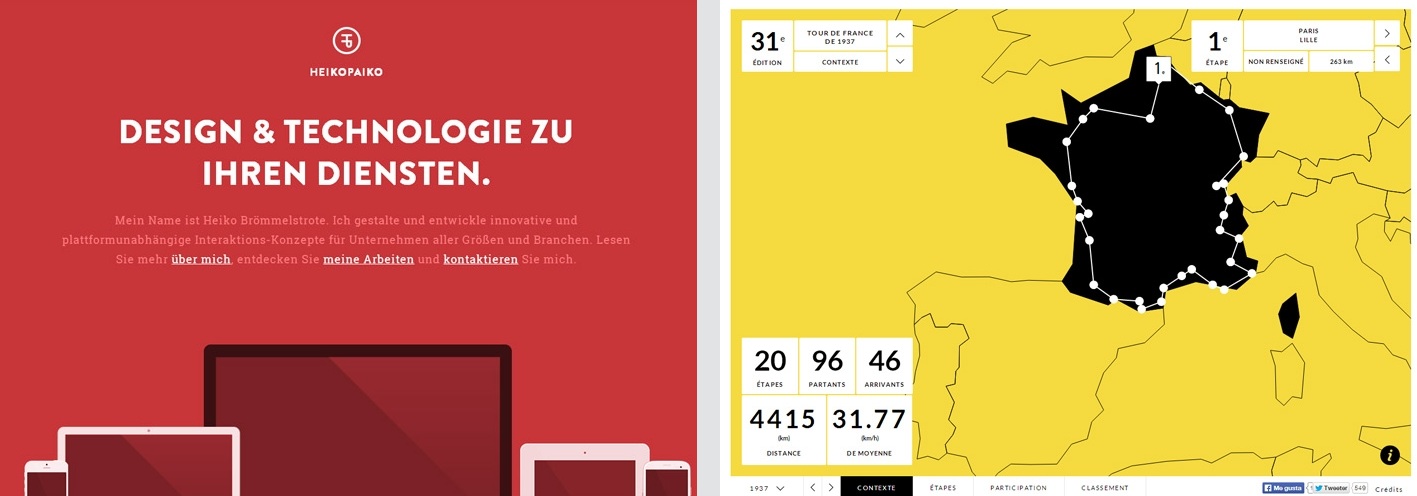 HEIKOPAIKO
DESIGN & TECHNOLOGIE ZU
IHREN DIENSTEN.
Mein Name ist Heiko Brömmelstrote. Ich gestalte und entwickle innovative und
plattformunabhängige Interaktions-Konzepte für Unternehmen aller Größen und Branchen. Lesen
Sie mehr über mich, entdecken Sie meine Arbeiten und kontaktieren Sie mich.
31e
ÉDITION
TOUR DE FRANCE
DE 1937
CONTEXTE
1e
ÉTAPE
PARIS
LILLE
NON RENSEIGNÉ
263 km
1.
20
ÉTAPES
96
PARTANTS
46
ARRIVANTS
4415
(km)
DISTANCE
31.77
(km/h)
DE MOYENNE
i
1937
CONTEXTE
ÉTAPES
PARTICIPATION
CLASSEMENT
Me gusta
Tweeter
549
Crédits